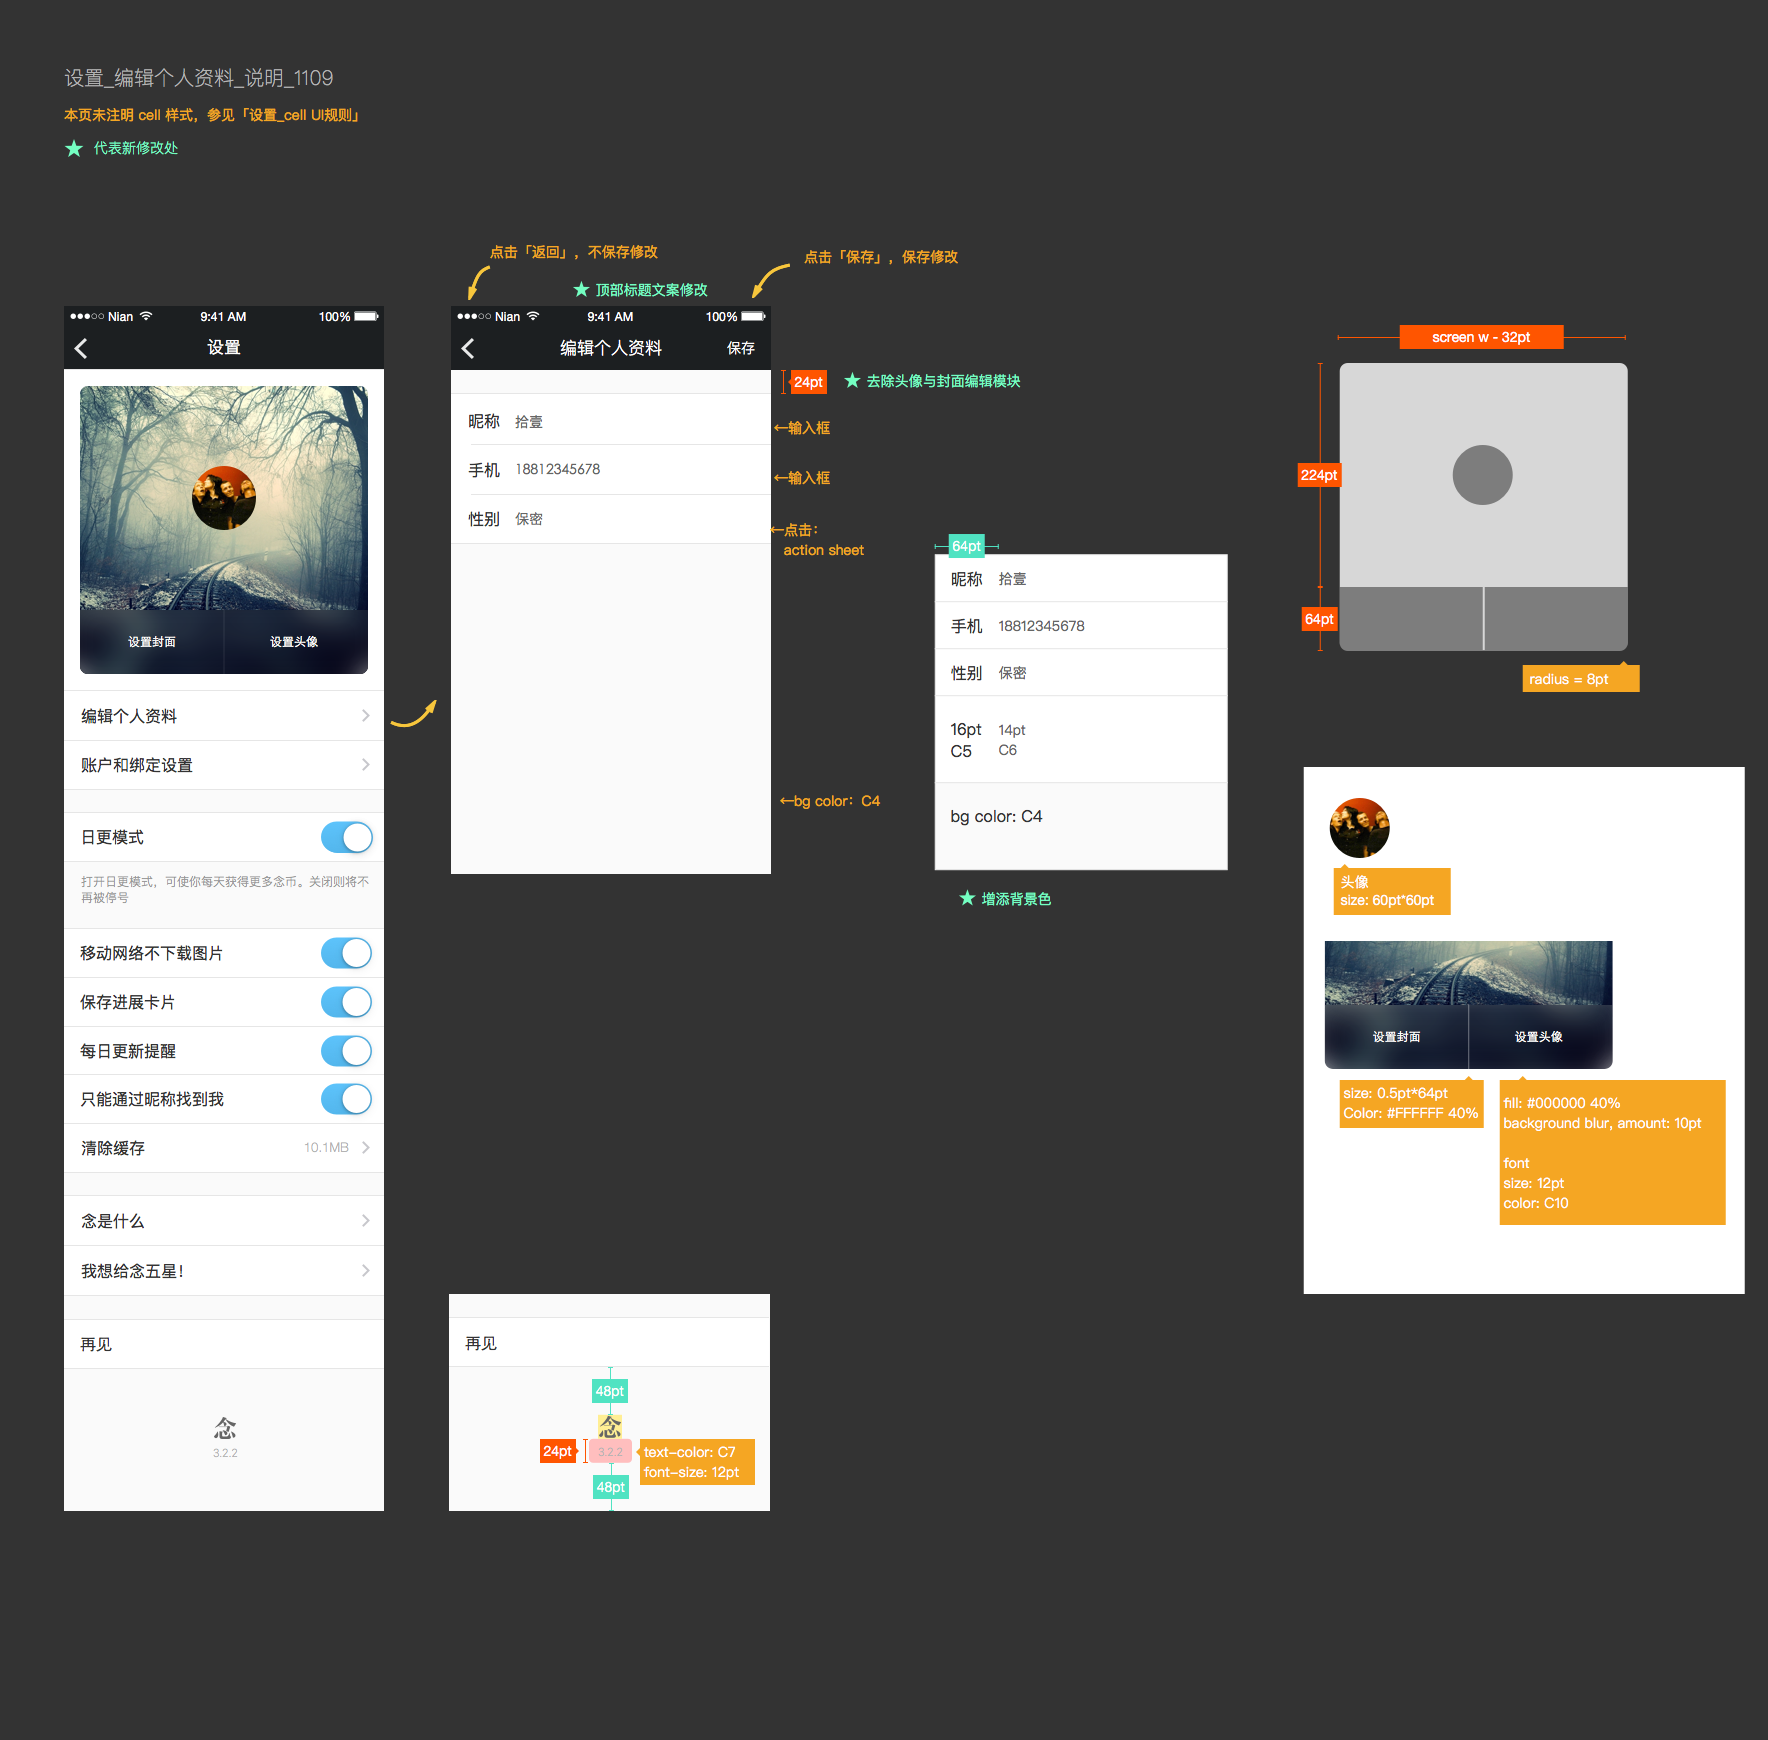 设置_编辑个人资料_说明_1109
本页未注明 cell 样式，参见「设置_cell UI规则」
★ 代表新修改处
点击「返回」，不保存修改
点击「保存」，保存修改
★ 顶部标题文案修改
Nian
9:41 AM
100%
设置
设置封面
设置头像
编辑个人资料
账户和绑定设置
日更模式
打开日更模式，可使你每天获得更多念币。关闭则将不
再被停号
移动网络不下载图片
保存进展卡片
每日更新提醒
只能通过昵称找到我
清除缓存
10.1MB
念是什么
我想给念五星！
再见
念
3.2.2
Nian
9:41 AM
100%
编辑个人资料
保存
24pt
★ 去除头像与封面编辑模块
昵称 拾壹
←输入框
手机 18812345678
←输入框
性别 保密
←点击：
action sheet
←bg color：C4
64pt
昵称 拾壹
手机 18812345678
性别 保密
16pt 14pt
C5 C6
bg color: C4
★ 增添背景色
再见
48pt
念
24pt
3.2.2
text-color: C7
font-size: 12pt
48pt
screen w - 32pt
224pt
64pt
radius = 8pt
头像
size: 60pt*60pt
设置封面
设置头像
size: 0.5pt*64pt
Color: #FFFFFF 40%
fill: #000000 40%
background blur, amount: 10pt
font
size: 12pt
color: C10